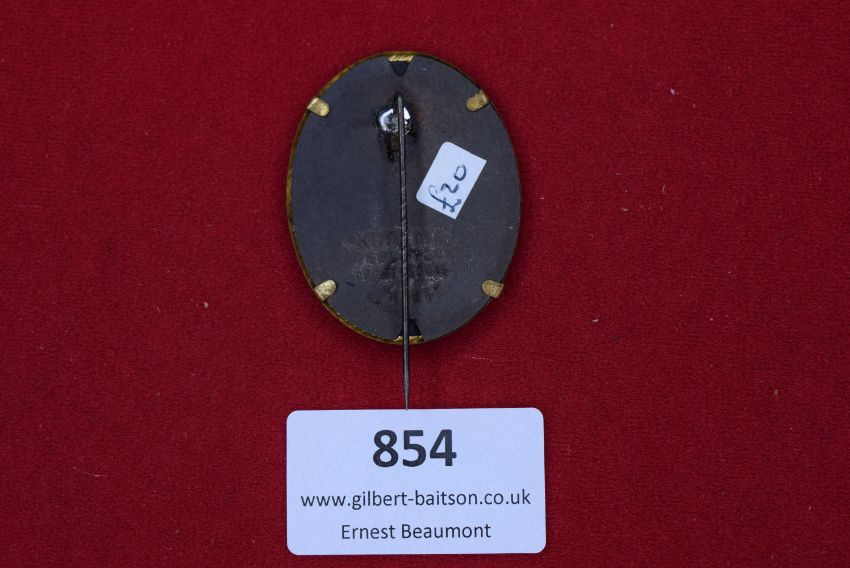 £20
854
www.gilbert-baitson.co.uk
Ernest Beaumont